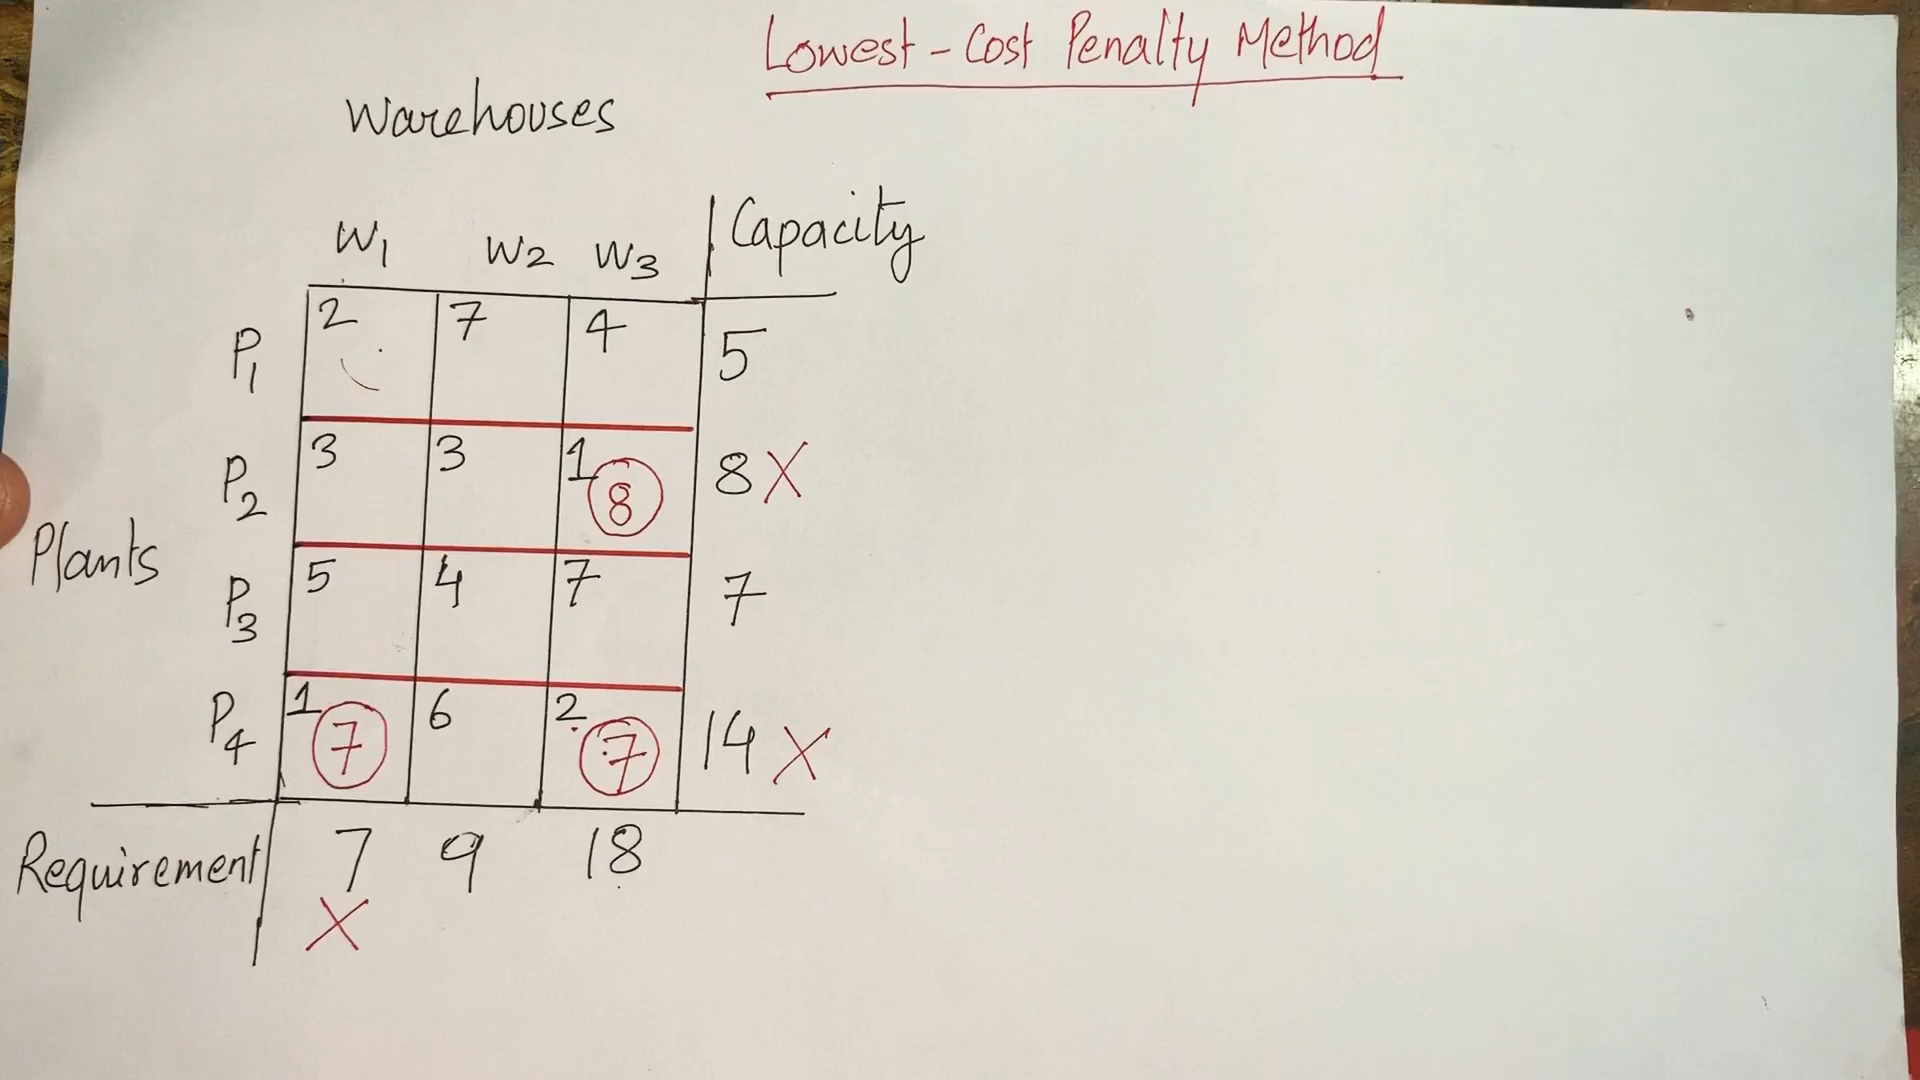 Lowest-Cost Penalty Method
Warehouses
W1 W2 W3 Capacity
P1 2 7 4 5
P2 3 3 1 8 8 X
Plants
P3 5 4 7 7
P4 1 7 6 2 7 14 X
Requirement 7 9 18
X